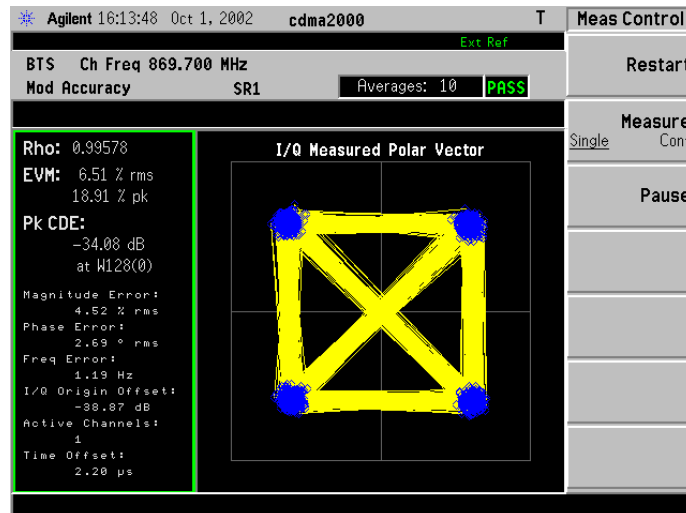 Agilent 16:13:48 Oct 1, 2002 cdma2000 T
Meas Control
Ext Ref
BTS Ch Freq 869.700 MHz
Mod Accuracy SR1 Averages: 10 PASS
Restart
Measure
Single Con
Pause
Rho: 0.99578
EVM: 6.51 % rms
18.91 % pk
Pk CDE:
-34.08 dB
at W128(0)
Magnitude Error:
4.52 % rms
Phase Error:
2.69 ° rms
Freq Error:
1.19 Hz
I/Q Origin Offset:
-38.87 dB
Active Channels:
1
Time Offset:
2.20 µs
I/Q Measured Polar Vector